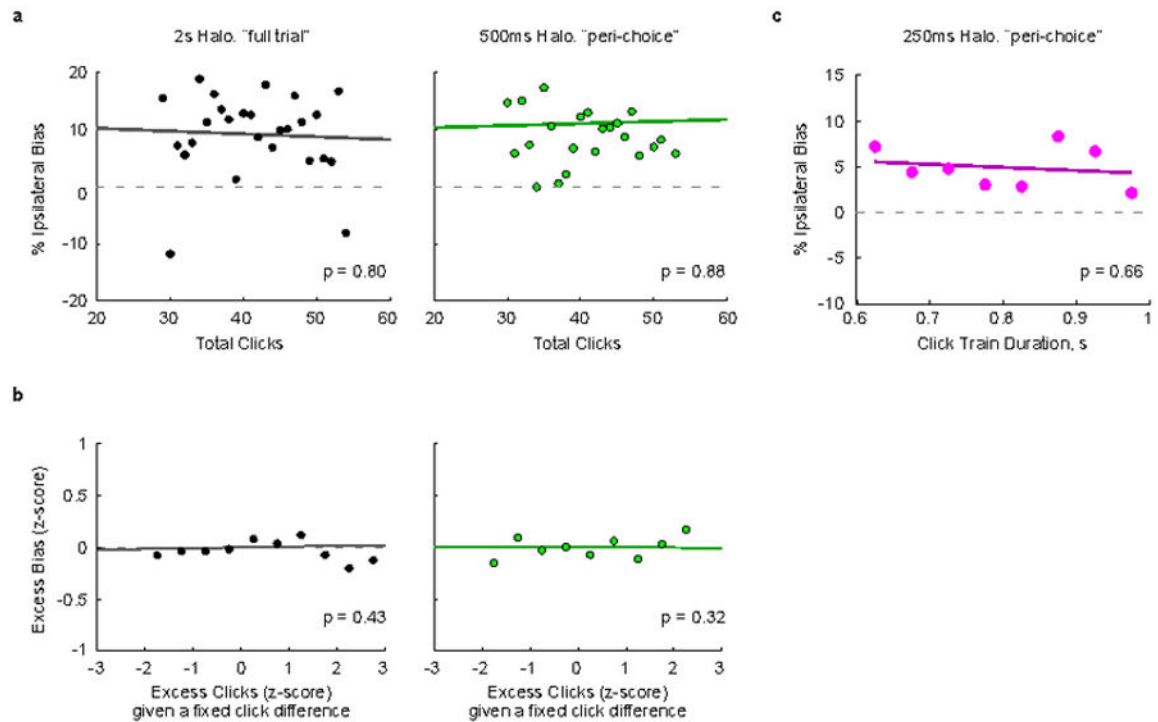 a
2s Halo. "full trial"
% Ipsilateral Bias
20
10
0
-10
-20
p = 0.80
20 30 40 50 60
Total Clicks
500ms Halo. "peri-choice"
p = 0.88
20 30 40 50 60
Total Clicks
c
250ms Halo. "peri-choice"
% Ipsilateral Bias
15
10
5
0
-5
-10
p = 0.66
0.6 0.7 0.8 0.9 1
Click Train Duration, s
b
Excess Bias (z-score)
1
0.5
0
-0.5
-1
p = 0.43
-3 -2 -1 0 1 2 3
Excess Clicks (z-score)
given a fixed click difference
p = 0.32
-3 -2 -1 0 1 2 3
Excess Clicks (z-score)
given a fixed click difference